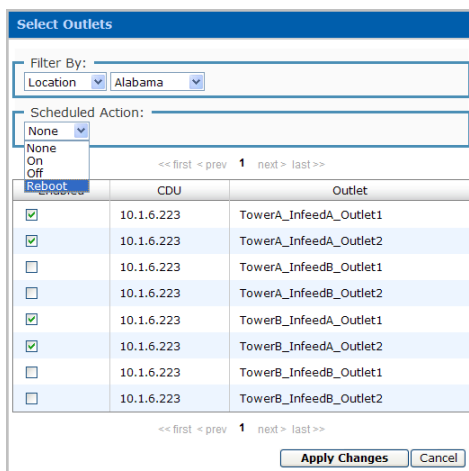 Select Outlets
Filter By:
Location Alabama
Scheduled Action:
None
None
On
Off
Reboot
<< first < prev 1 next > last >>
Enabled CDU Outlet
10.1.6.223 TowerA_InfeedA_Outlet1
10.1.6.223 TowerA_InfeedA_Outlet2
10.1.6.223 TowerA_InfeedB_Outlet1
10.1.6.223 TowerA_InfeedB_Outlet2
10.1.6.223 TowerB_InfeedA_Outlet1
10.1.6.223 TowerB_InfeedA_Outlet2
10.1.6.223 TowerB_InfeedB_Outlet1
10.1.6.223 TowerB_InfeedB_Outlet2
<< first < prev 1 next > last >>
Apply Changes Cancel